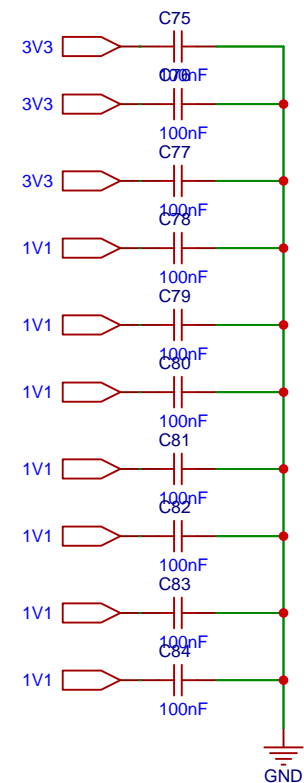 C75
3V3
100nF
C76
3V3
100nF
C77
3V3
100nF
C78
1V1
100nF
C79
1V1
100nF
C80
1V1
100nF
C81
1V1
100nF
C82
1V1
100nF
C83
1V1
100nF
C84
1V1
100nF
GND